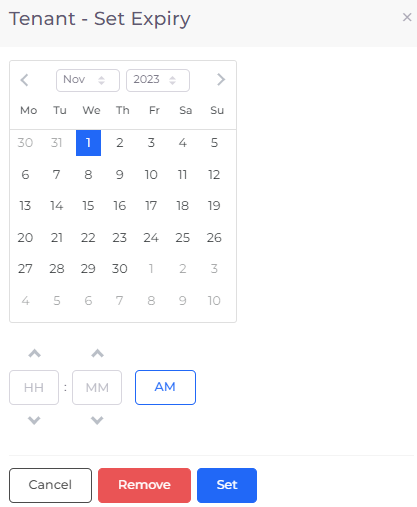 Tenant - Set Expiry ×
Nov 2023
Mo Tu We Th Fr Sa Su
30 31 1 2 3 4 5
6 7 8 9 10 11 12
13 14 15 16 17 18 19
20 21 22 23 24 25 26
27 28 29 30 1 2 3
4 5 6 7 8 9 10
HH : MM AM
Cancel Remove Set